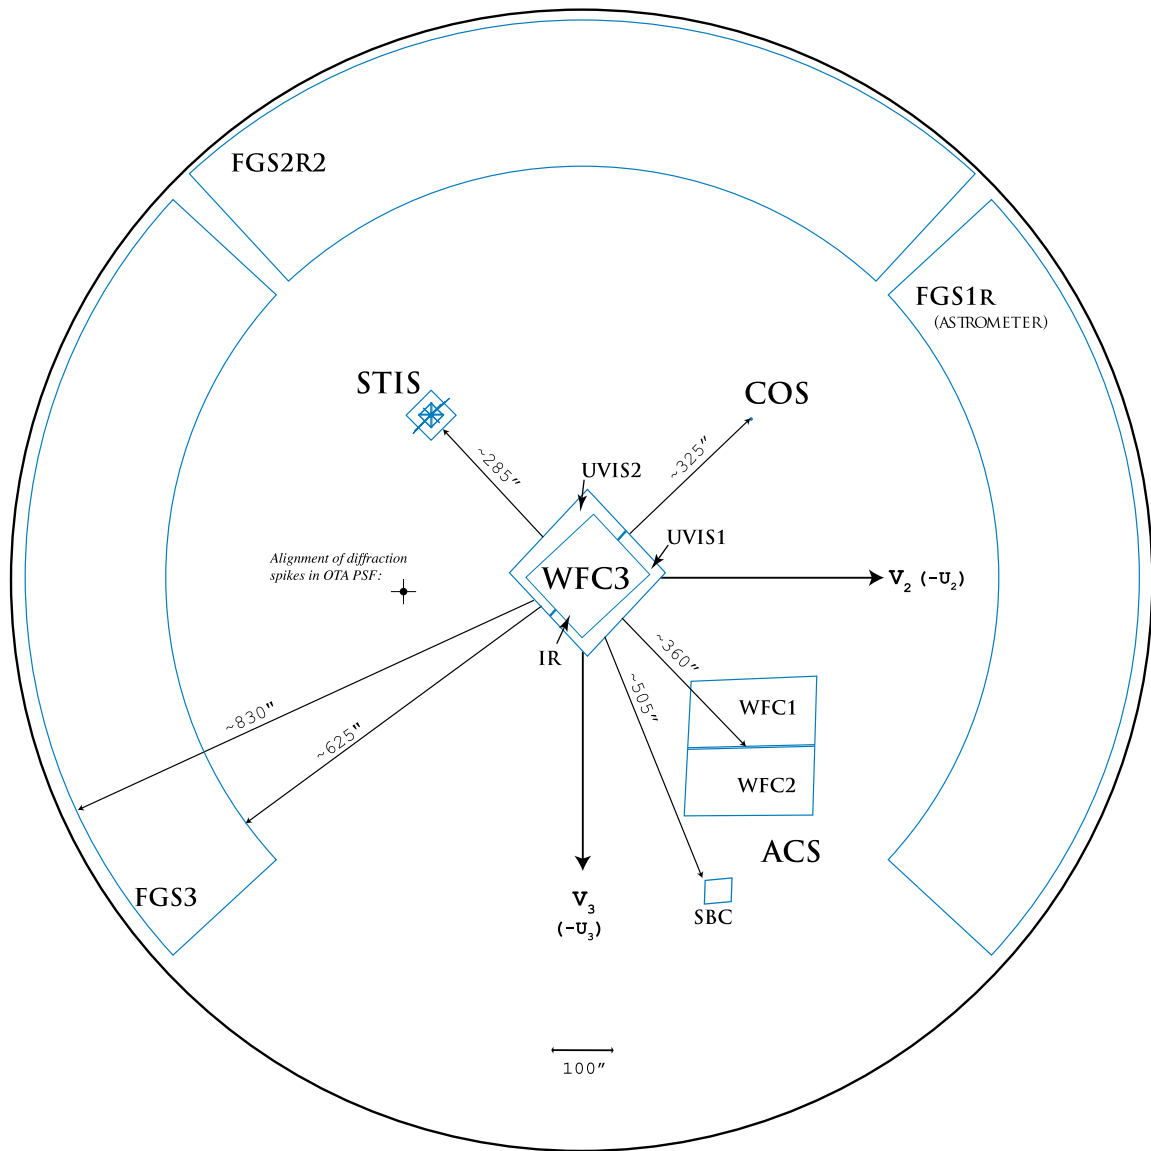 FGS2R2
FGS1R
(ASTROMETER)
STIS
COS
~285″
~325″
UVIS2
UVIS1
Alignment of diffraction
spikes in OTA PSF:
WFC3
V2 (-U2)
IR
~360″
~505″
~830″
~625″
WFC1
WFC2
ACS
FGS3
V3
(-U3)
SBC
100″